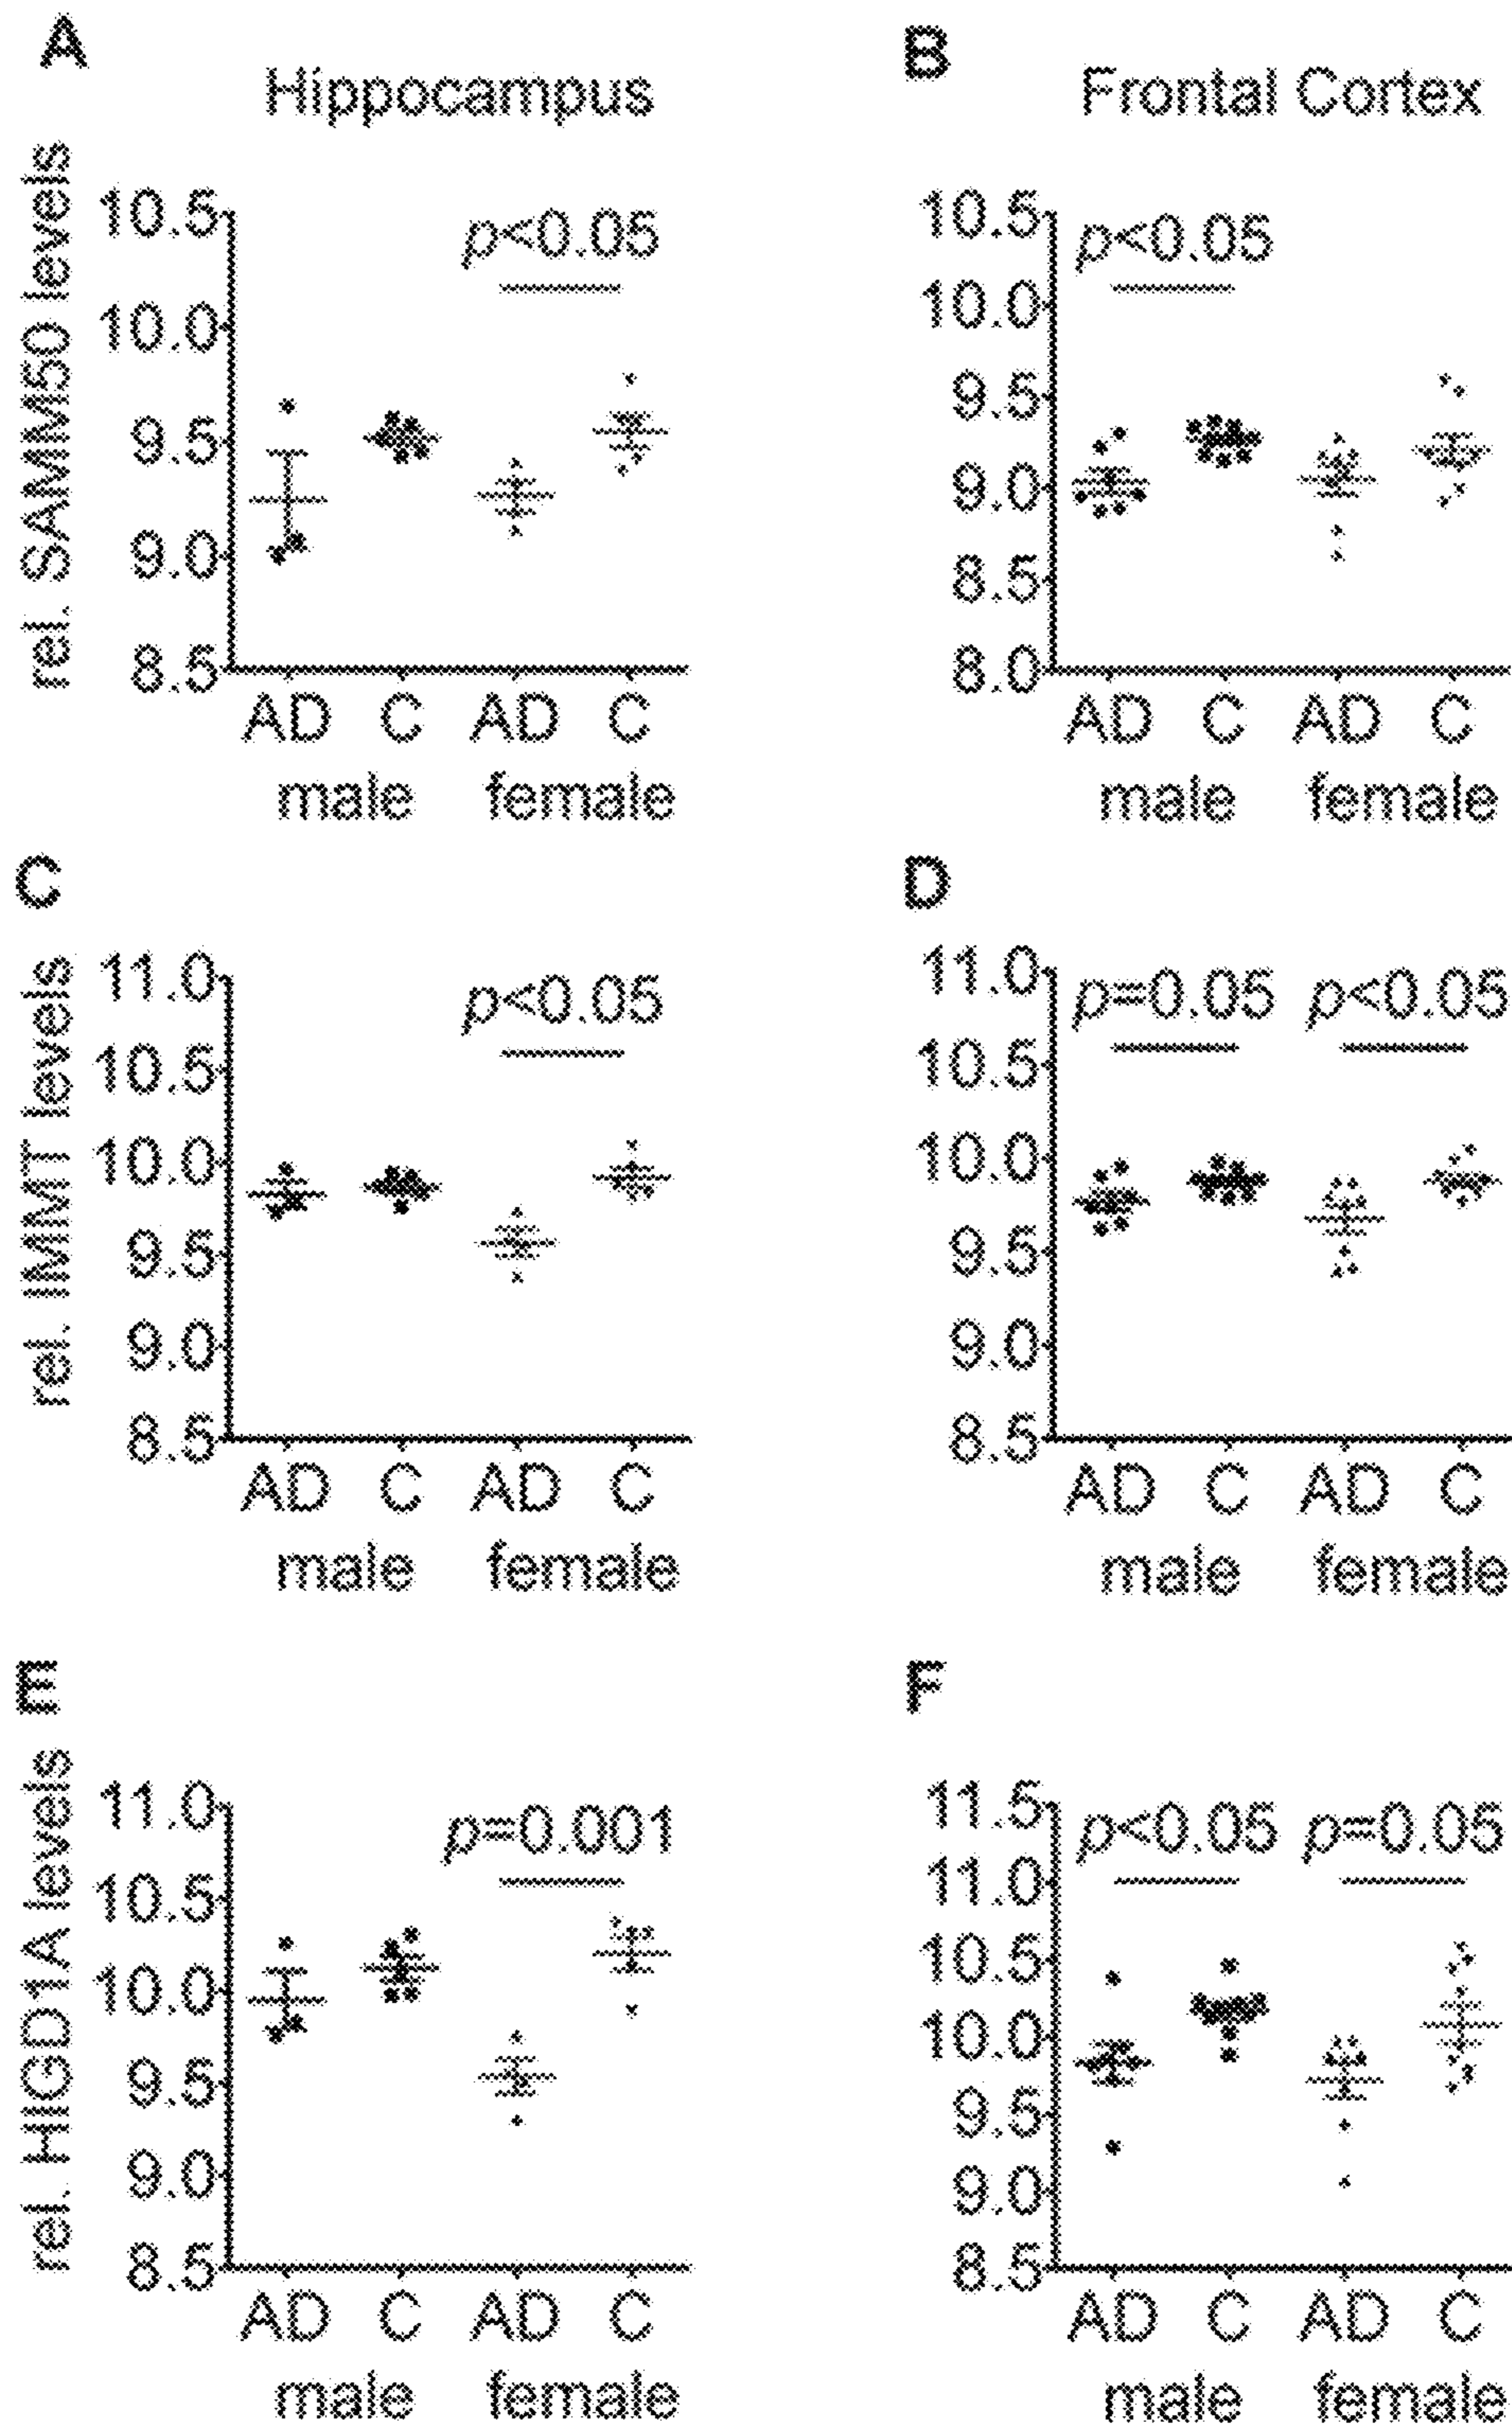 A
Hippocampus
rel. SAMM50 levels
10.5
10.0
9.5
9.0
8.5
p<0.05
AD C AD C
male female
B
Frontal Cortex
10.5
10.0
9.5
9.0
8.5
8.0
p<0.05
AD C AD C
male female
C
rel. IMMT levels
11.0
10.5
10.0
9.5
9.0
8.5
p<0.05
AD C AD C
male female
D
11.0
10.5
10.0
9.5
9.0
8.5
p=0.05 p<0.05
AD C AD C
male female
E
rel. HIGD1A levels
11.0
10.5
10.0
9.5
9.0
8.5
p=0.001
AD C AD C
male female
F
11.5
11.0
10.5
10.0
9.5
9.0
8.5
p<0.05 p=0.05
AD C AD C
male female